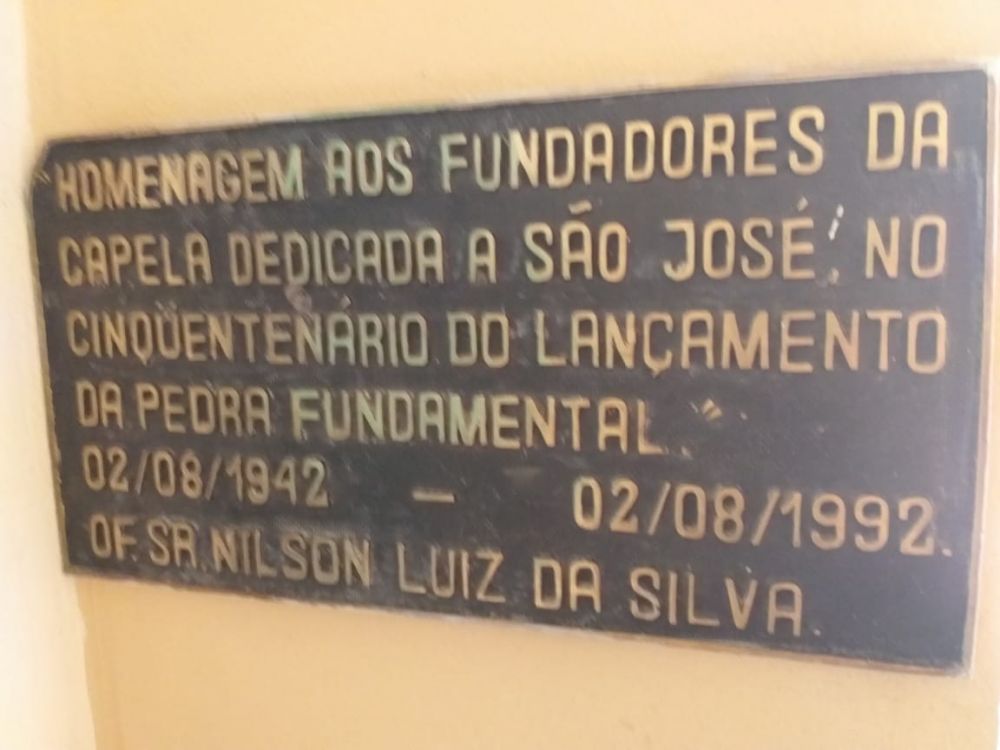 HOMENAGEM AOS FUNDADORES DA
CAPELA DEDICADA A SÃO JOSÉ, NO
CINQÜENTENÁRIO DO LANÇAMENTO
DA PEDRA FUNDAMENTAL.
02/08/1942 — 02/08/1992.
OF. SR. NILSON LUIZ DA SILVA.